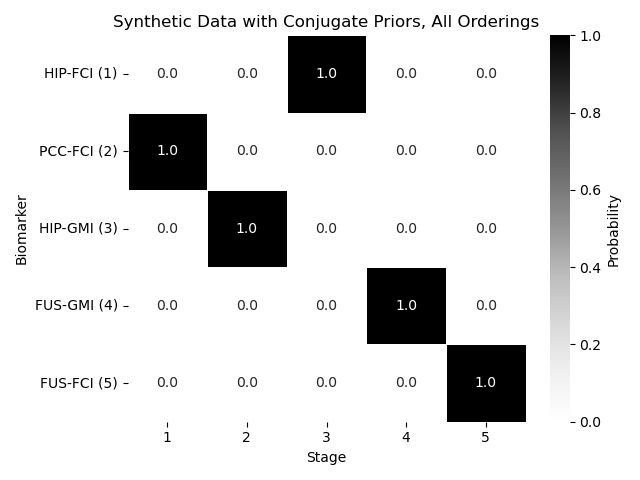 Synthetic Data with Conjugate Priors, All Orderings
Biomarker
HIP-FCI (1) 0.0 0.0 1.0 0.0 0.0
PCC-FCI (2) 1.0 0.0 0.0 0.0 0.0
HIP-GMI (3) 0.0 1.0 0.0 0.0 0.0
FUS-GMI (4) 0.0 0.0 0.0 1.0 0.0
FUS-FCI (5) 0.0 0.0 0.0 0.0 1.0
1 2 3 4 5
Stage
1.0
0.8
0.6
0.4
0.2
0.0
Probability